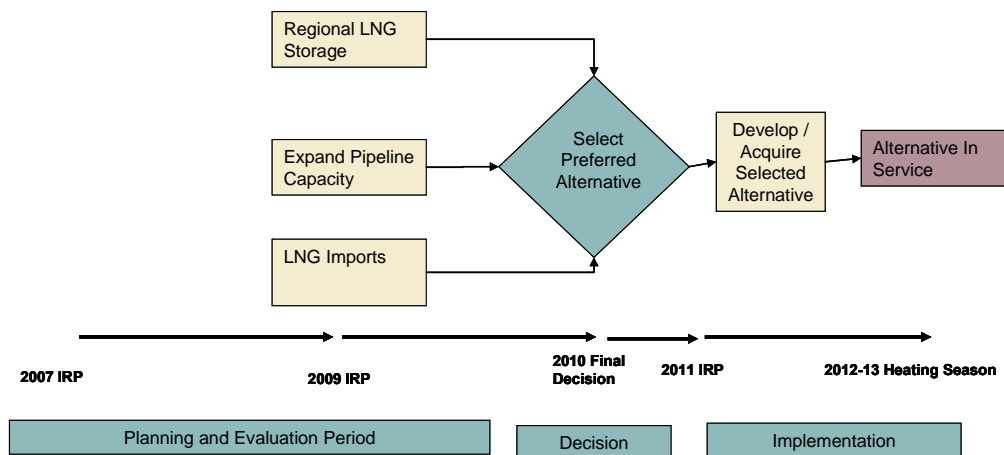 Regional LNG
Storage
Expand Pipeline
Capacity
LNG Imports
Select
Preferred
Alternative
Develop /
Acquire
Selected
Alternative
Alternative In
Service
2007 IRP
2009 IRP
2010 Final
Decision
2011 IRP
2012-13 Heating Season
Planning and Evaluation Period
Decision
Implementation